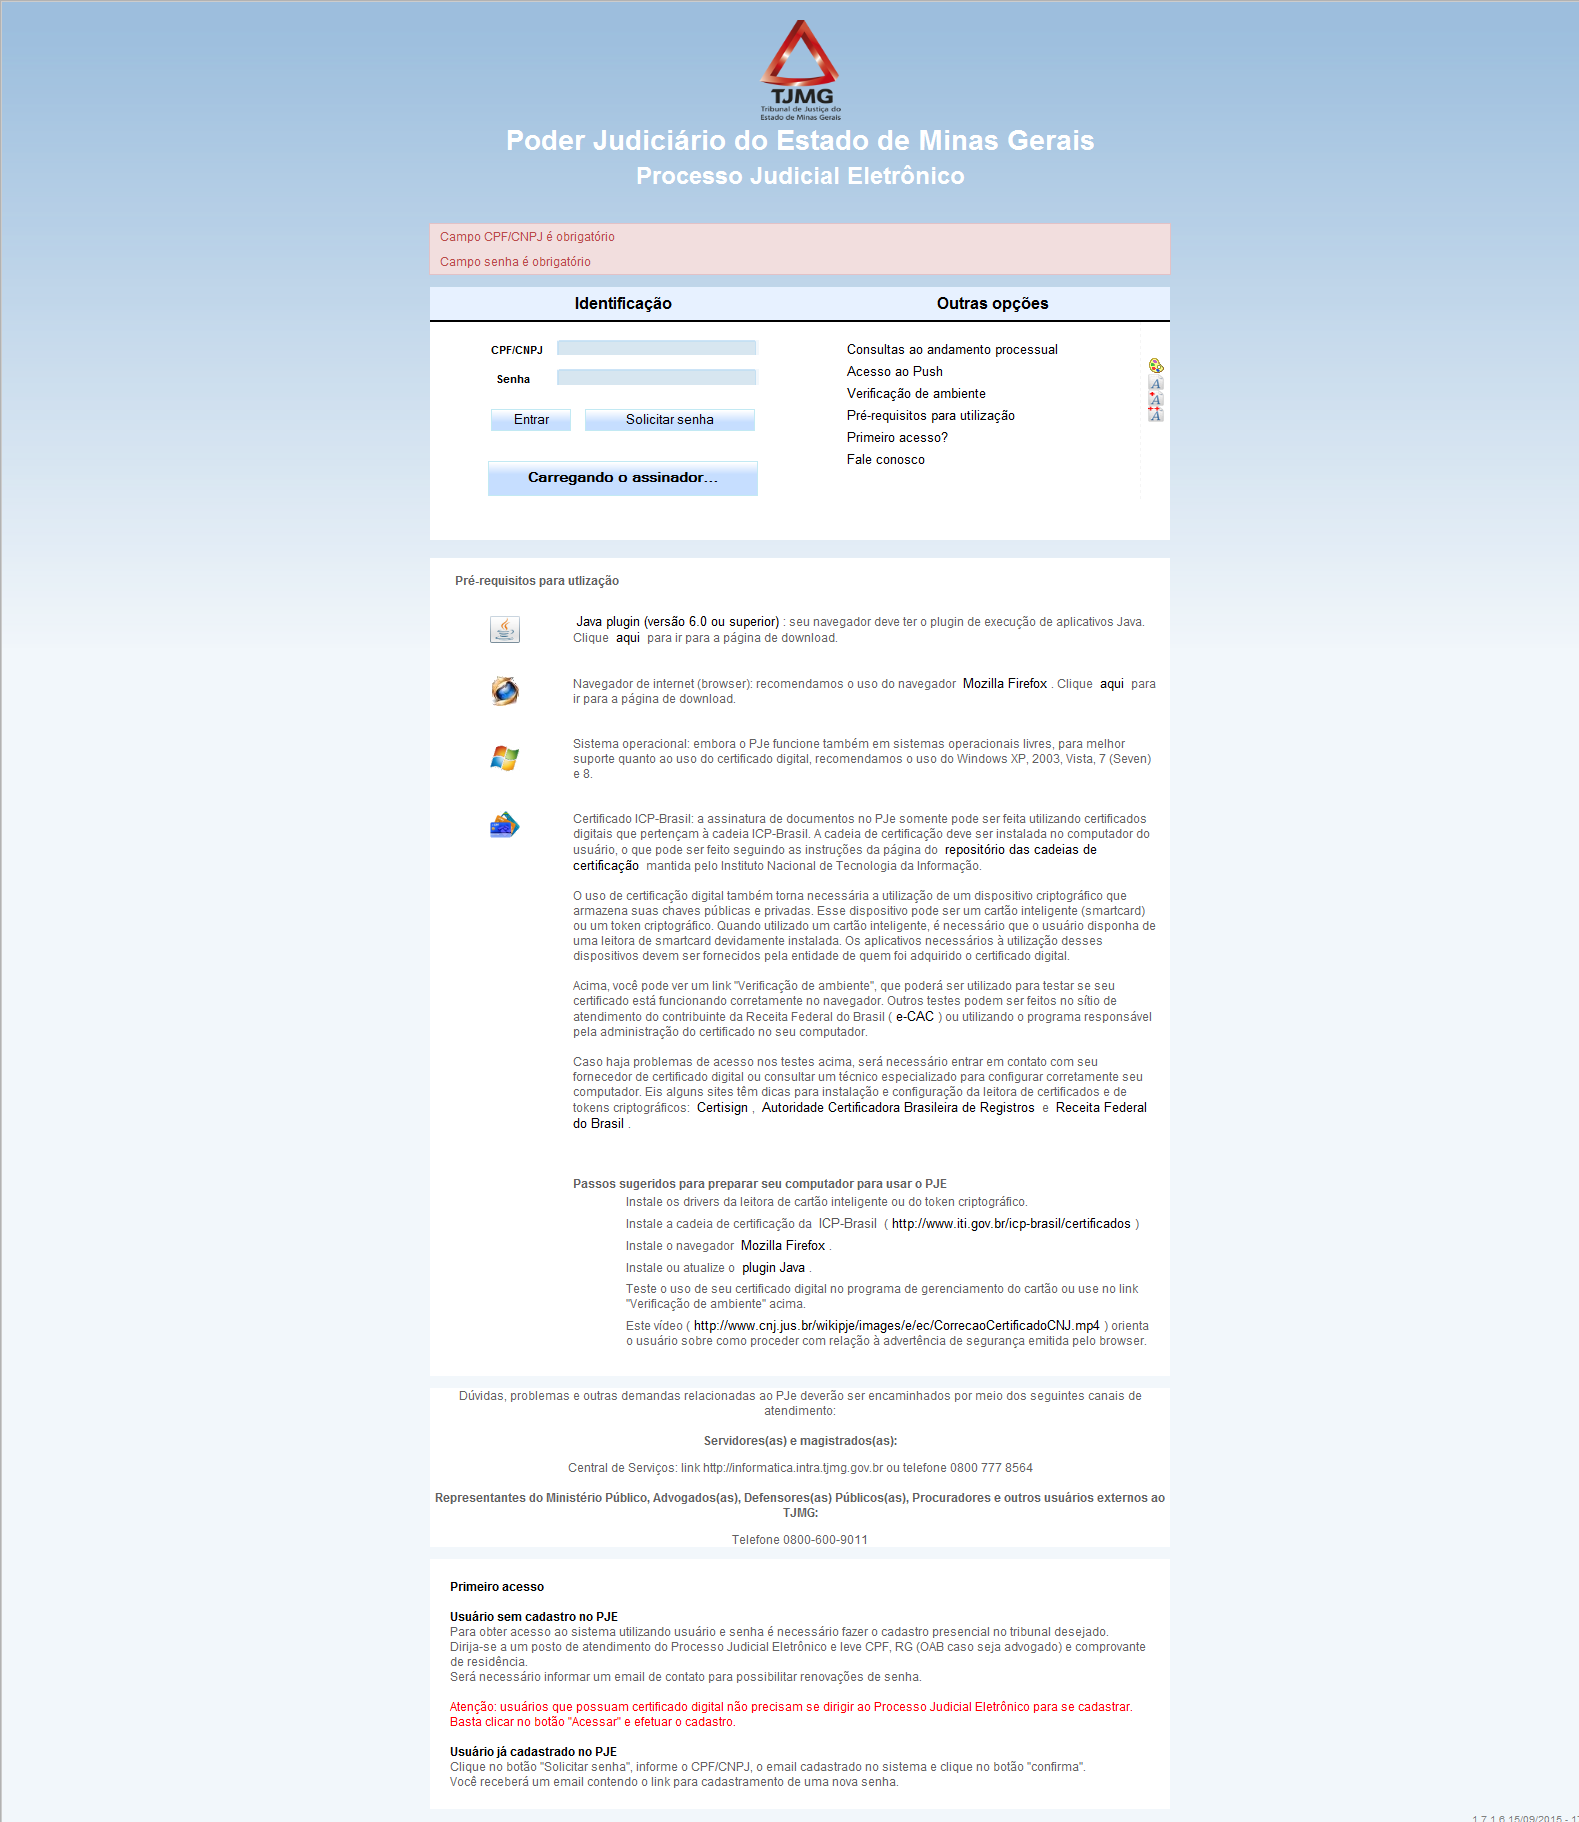 TJMG
Tribunal de Justiça do
Estado de Minas Gerais
Poder Judiciário do Estado de Minas Gerais
Processo Judicial Eletrônico
Campo CPF/CNPJ é obrigatório
Campo senha é obrigatório
Identificação
Outras opções
CPF/CNPJ
Senha
Entrar
Solicitar senha
Carregando o assinador...
Consultas ao andamento processual
Acesso ao Push
Verificação de ambiente
Pré-requisitos para utilização
Primeiro acesso?
Fale conosco
A
A
A
Pré-requisitos para utlização
Java plugin (versão 6.0 ou superior) : seu navegador deve ter o plugin de execução de aplicativos Java.
Clique aqui para ir para a página de download.
Navegador de internet (browser): recomendamos o uso do navegador Mozilla Firefox . Clique aqui para
ir para a página de download.
Sistema operacional: embora o PJe funcione também em sistemas operacionais livres, para melhor
suporte quanto ao uso do certificado digital, recomendamos o uso do Windows XP, 2003, Vista, 7 (Seven)
e 8.
Certificado ICP-Brasil: a assinatura de documentos no PJe somente pode ser feita utilizando certificados
digitais que pertençam à cadeia ICP-Brasil. A cadeia de certificação deve ser instalada no computador do
usuário, o que pode ser feito seguindo as instruções da página do repositório das cadeias de
certificação mantida pelo Instituto Nacional de Tecnologia da Informação.
O uso de certificação digital também torna necessária a utilização de um dispositivo criptográfico que
armazena suas chaves públicas e privadas. Esse dispositivo pode ser um cartão inteligente (smartcard)
ou um token criptográfico. Quando utilizado um cartão inteligente, é necessário que o usuário disponha de
uma leitora de smartcard devidamente instalada. Os aplicativos necessários à utilização desses
dispositivos devem ser fornecidos pela entidade de quem foi adquirido o certificado digital.
Acima, você pode ver um link "Verificação de ambiente", que poderá ser utilizado para testar se seu
certificado está funcionando corretamente no navegador. Outros testes podem ser feitos no sítio de
atendimento do contribuinte da Receita Federal do Brasil ( e-CAC ) ou utilizando o programa responsável
pela administração do certificado no seu computador.
Caso haja problemas de acesso nos testes acima, será necessário entrar em contato com seu
fornecedor de certificado digital ou consultar um técnico especializado para configurar corretamente seu
computador. Eis alguns sites têm dicas para instalação e configuração da leitora de certificados e de
tokens criptográficos: Certisign , Autoridade Certificadora Brasileira de Registros e Receita Federal
do Brasil .
Passos sugeridos para preparar seu computador para usar o PJE
Instale os drivers da leitora de cartão inteligente ou do token criptográfico.
Instale a cadeia de certificação da ICP-Brasil ( http://www.iti.gov.br/icp-brasil/certificados )
Instale o navegador Mozilla Firefox .
Instale ou atualize o plugin Java .
Teste o uso de seu certificado digital no programa de gerenciamento do cartão ou use no link
"Verificação de ambiente" acima.
Este vídeo ( http://www.cnj.jus.br/wikipje/images/e/ec/CorrecaoCertificadoCNJ.mp4 ) orienta
o usuário sobre como proceder com relação à advertência de segurança emitida pelo browser.
Dúvidas, problemas e outras demandas relacionadas ao PJe deverão ser encaminhados por meio dos seguintes canais de
atendimento:
Servidores(as) e magistrados(as):
Central de Serviços: link http://informatica.intra.tjmg.gov.br ou telefone 0800 777 8564
Representantes do Ministério Público, Advogados(as), Defensores(as) Públicos(as), Procuradores e outros usuários externos ao
TJMG:
Telefone 0800-600-9011
Primeiro acesso
Usuário sem cadastro no PJE
Para obter acesso ao sistema utilizando usuário e senha é necessário fazer o cadastro presencial no tribunal desejado.
Dirija-se a um posto de atendimento do Processo Judicial Eletrônico e leve CPF, RG (OAB caso seja advogado) e comprovante
de residência.
Será necessário informar um email de contato para possibilitar renovações de senha.
Atenção: usuários que possuam certificado digital não precisam se dirigir ao Processo Judicial Eletrônico para se cadastrar.
Basta clicar no botão "Acessar" e efetuar o cadastro.
Usuário já cadastrado no PJE
Clique no botão "Solicitar senha", informe o CPF/CNPJ, o email cadastrado no sistema e clique no botão "confirma".
Você receberá um email contendo o link para cadastramento de uma nova senha.
1.7.1.6 15/09/2015 -